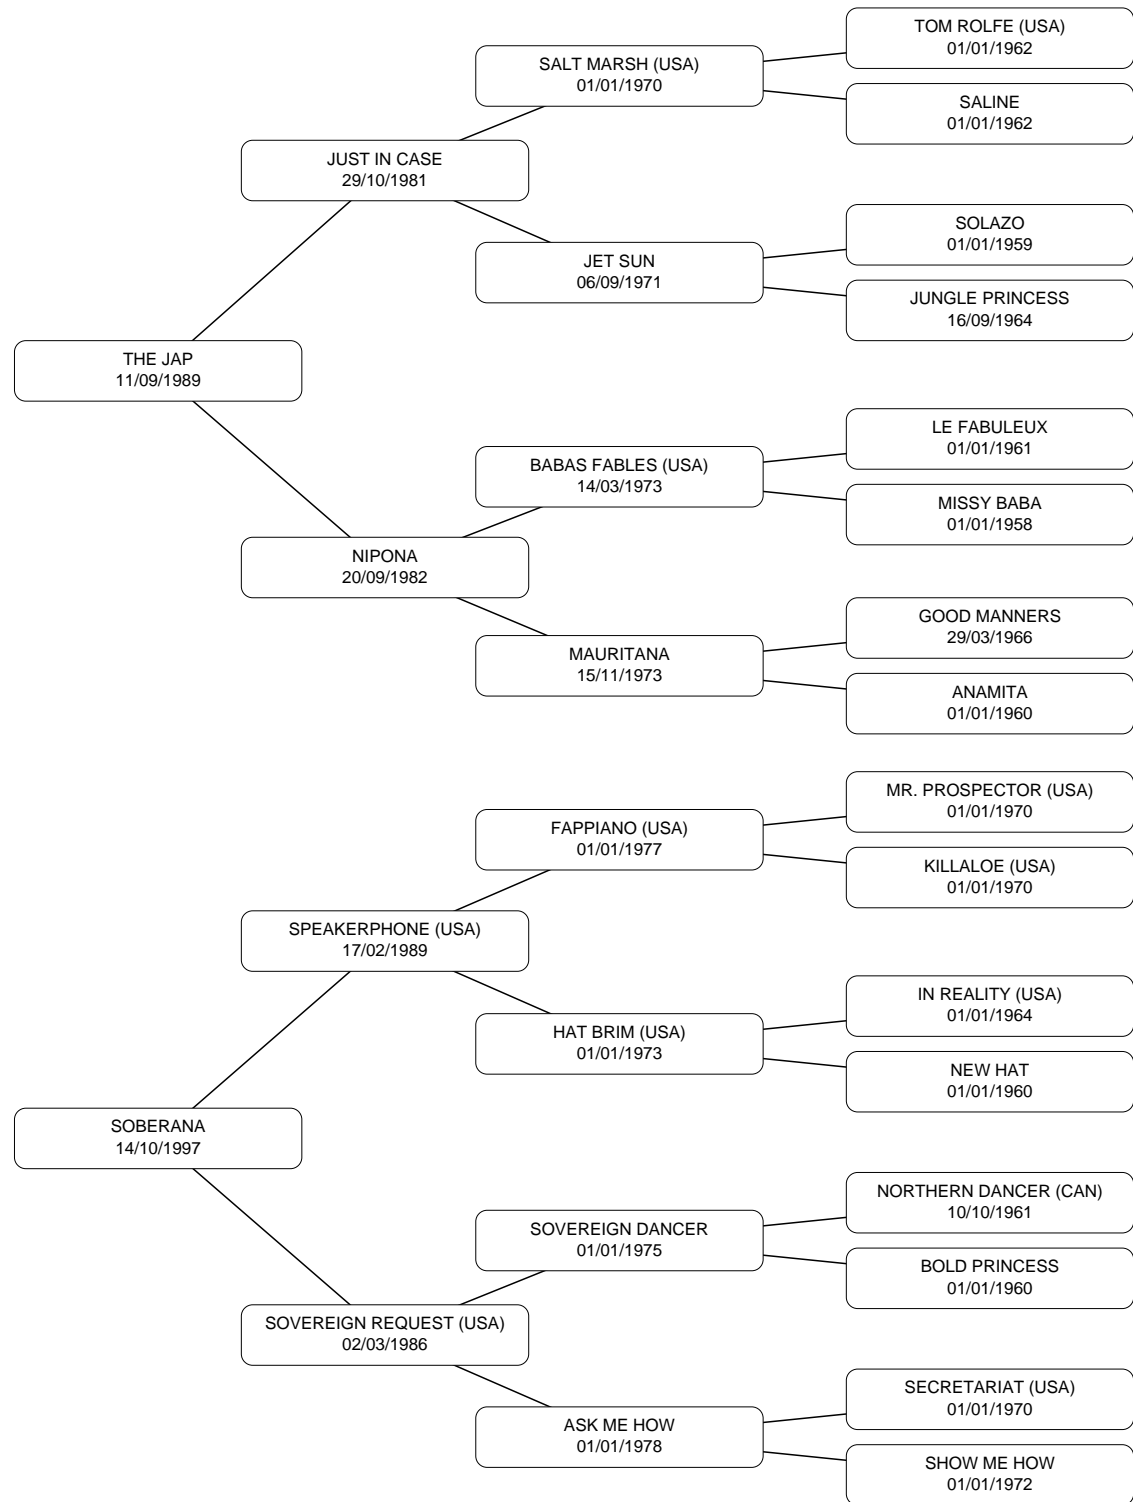 TOM ROLFE (USA)
01/01/1962
SALT MARSH (USA)
01/01/1970
SALINE
01/01/1962
JUST IN CASE
29/10/1981
SOLAZO
01/01/1959
JET SUN
06/09/1971
JUNGLE PRINCESS
16/09/1964
THE JAP
11/09/1989
LE FABULEUX
01/01/1961
BABAS FABLES (USA)
14/03/1973
MISSY BABA
01/01/1958
NIPONA
20/09/1982
GOOD MANNERS
29/03/1966
MAURITANA
15/11/1973
ANAMITA
01/01/1960
MR. PROSPECTOR (USA)
01/01/1970
FAPPIANO (USA)
01/01/1977
KILLALOE (USA)
01/01/1970
SPEAKERPHONE (USA)
17/02/1989
IN REALITY (USA)
01/01/1964
HAT BRIM (USA)
01/01/1973
NEW HAT
01/01/1960
SOBERANA
14/10/1997
NORTHERN DANCER (CAN)
10/10/1961
SOVEREIGN DANCER
01/01/1975
BOLD PRINCESS
01/01/1960
SOVEREIGN REQUEST (USA)
02/03/1986
SECRETARIAT (USA)
01/01/1970
ASK ME HOW
01/01/1978
SHOW ME HOW
01/01/1972